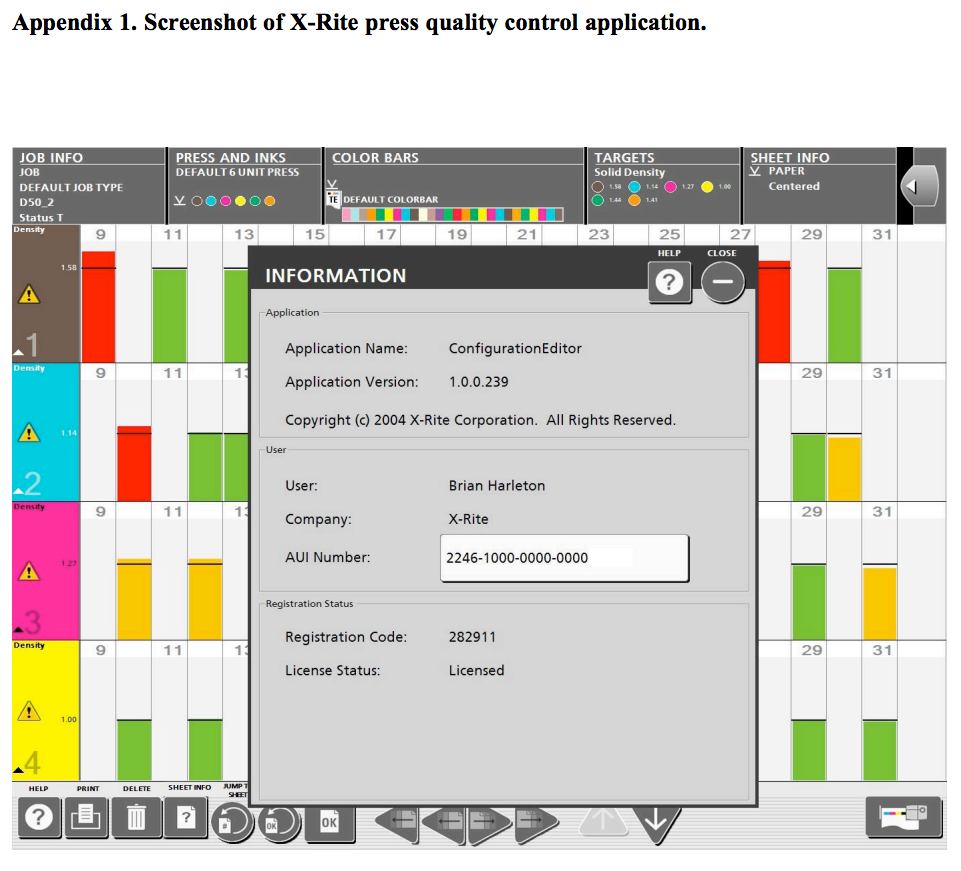 Appendix 1. Screenshot of X-Rite press quality control application.
JOB INFO
JOB
DEFAULT JOB TYPE
D50_2
Status T
PRESS AND INKS
DEFAULT 6 UNIT PRESS
COLOR BARS
TE DEFAULT COLORBAR
TARGETS
Solid Density
1.58 1.14 1.27 1.00
1.44 1.41
SHEET INFO
PAPER
Centered
Density 9 11 13 15 17 19 21 23 25 27 29 31
1.58
1
Density 9 11 13 29 31
1.14
2
Density 9 11 13 29 31
1.27
3
Density 9 11 13 29 31
1.00
4
INFORMATION
HELP
?
CLOSE
Application
Application Name: ConfigurationEditor
Application Version: 1.0.0.239
Copyright (c) 2004 X-Rite Corporation. All Rights Reserved.
User
User: Brian Harleton
Company: X-Rite
AUI Number: 2246-1000-0000-0000
Registration Status
Registration Code: 282911
License Status: Licensed
HELP PRINT DELETE SHEET INFO JUMP T
SHEET
? ? # OK OK